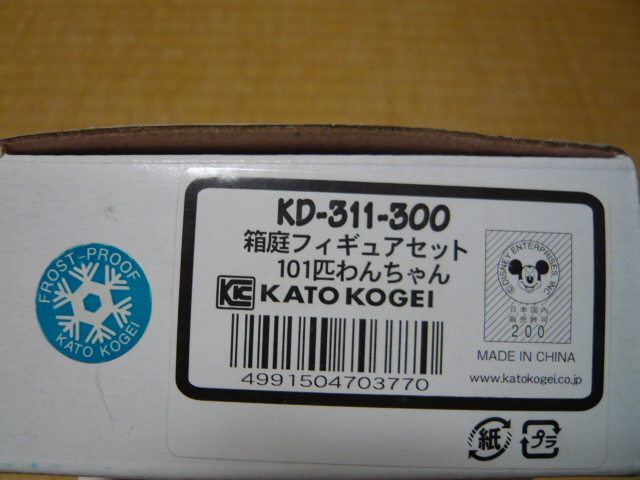 KD-311-300
箱庭フィギュアセット
101匹わんちゃん
KC KATO KOGEI
4991504703770
FROST-PROOF
KATO KOGEI
©DISNEY ENTERPRISES, INC
日本国内
販売許可
200
MADE IN CHINA
www.katokogei.co.jp
紙
プラ